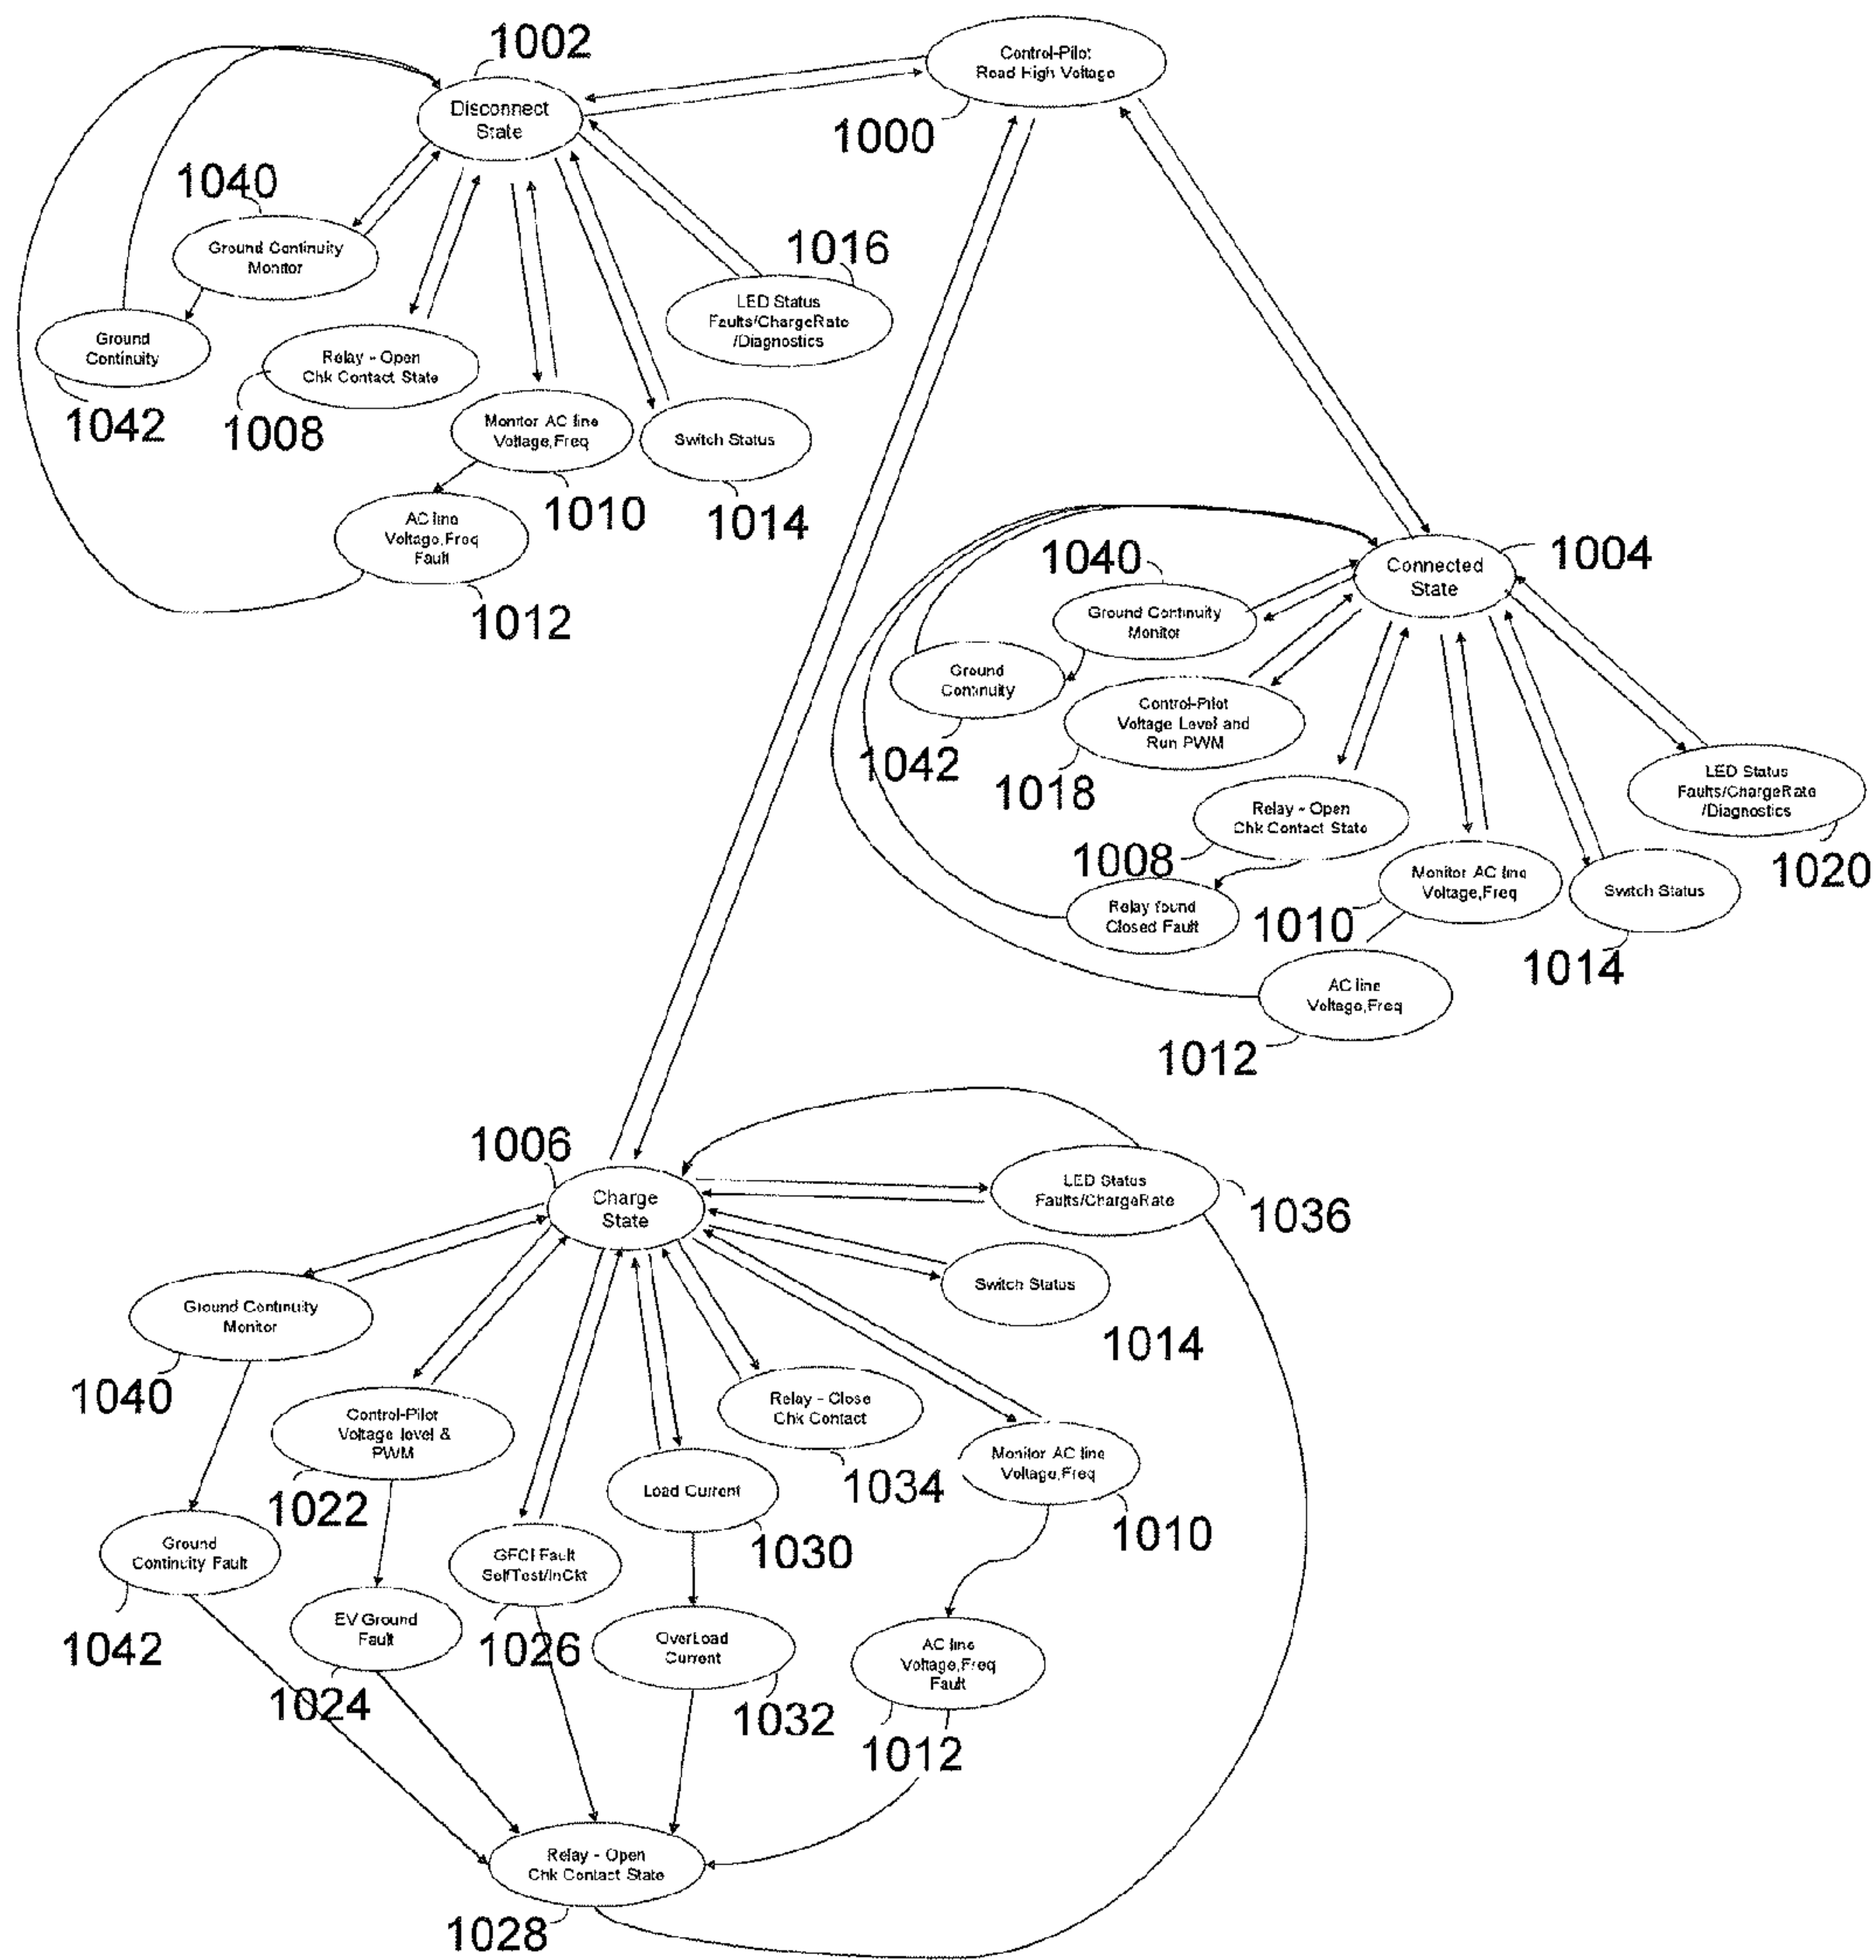 1002
Control-Pilot
Read High Voltage
1000
Disconnect
State
1040
Ground Continuity
Monitor
1016
LED Status
Faults/ChargeRate
/Diagnostics
Ground
Continuity
1042
Relay - Open
Chk Contact State
1008
Monitor AC line
Voltage,Freq
1010
Switch Status
1014
AC line
Voltage,Freq
Fault
1012
Connected
State
1004
1040
Ground Continuity
Monitor
Ground
Continuity
1042
Control-Pilot
Voltage Level and
Run PWM
1018
LED Status
Faults/ChargeRate
/Diagnostics
1020
Relay - Open
Chk Contact State
1008
Relay found
Closed Fault
Monitor AC line
Voltage,Freq
1010
Switch Status
1014
AC line
Voltage,Freq
1012
1006
Charge
State
LED Status
Faults/ChargeRate
1036
Switch Status
1014
Ground Continuity
Monitor
1040
Control-Pilot
Voltage level &
PWM
1022
Relay - Close
Chk Contact
1034
Load Current
1030
Monitor AC line
Voltage,Freq
1010
Ground
Continuity Fault
1042
GFCI Fault
SelfTest/InCkt
1026
EV Ground
Fault
1024
OverLoad
Current
1032
AC line
Voltage,Freq
Fault
1012
Relay - Open
Chk Contact State
1028